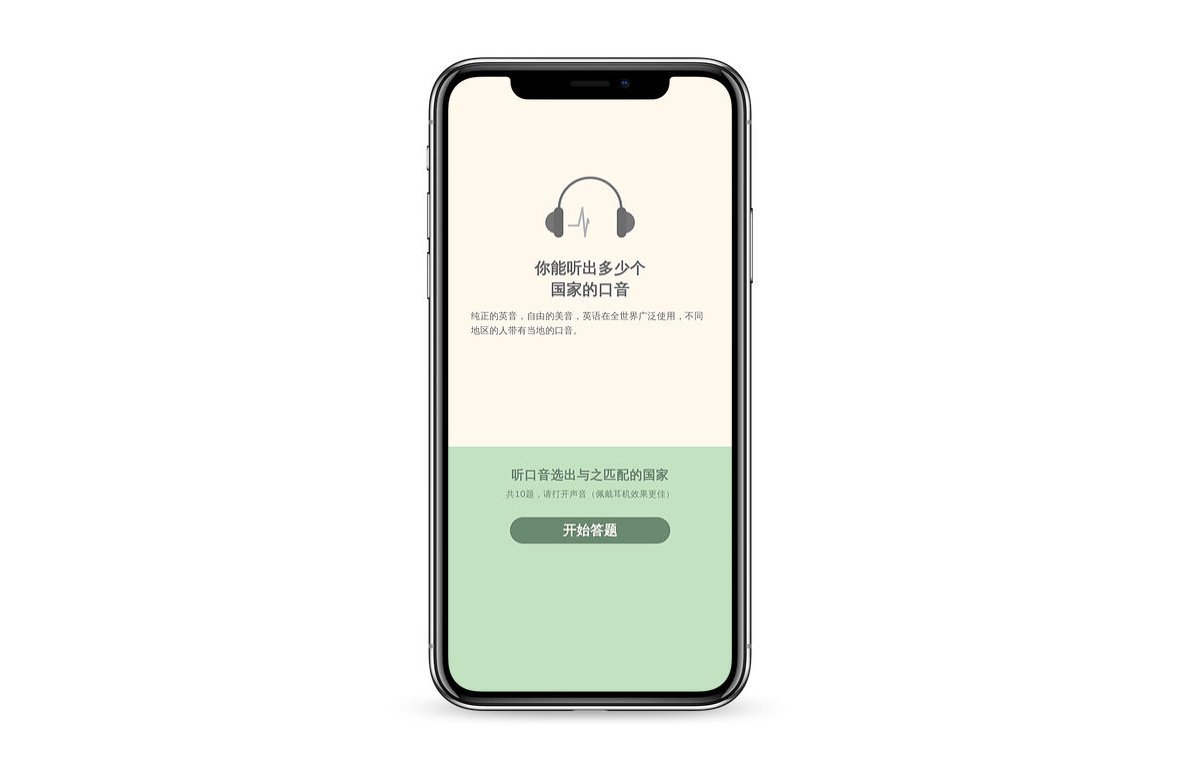 你能听出多少个
国家的口音
纯正的英音，自由的美音，英语在全世界广泛使用，不同
地区的人带有当地的口音。
听口音选出与之匹配的国家
共10题，请打开声音（佩戴耳机效果更佳）
开始答题